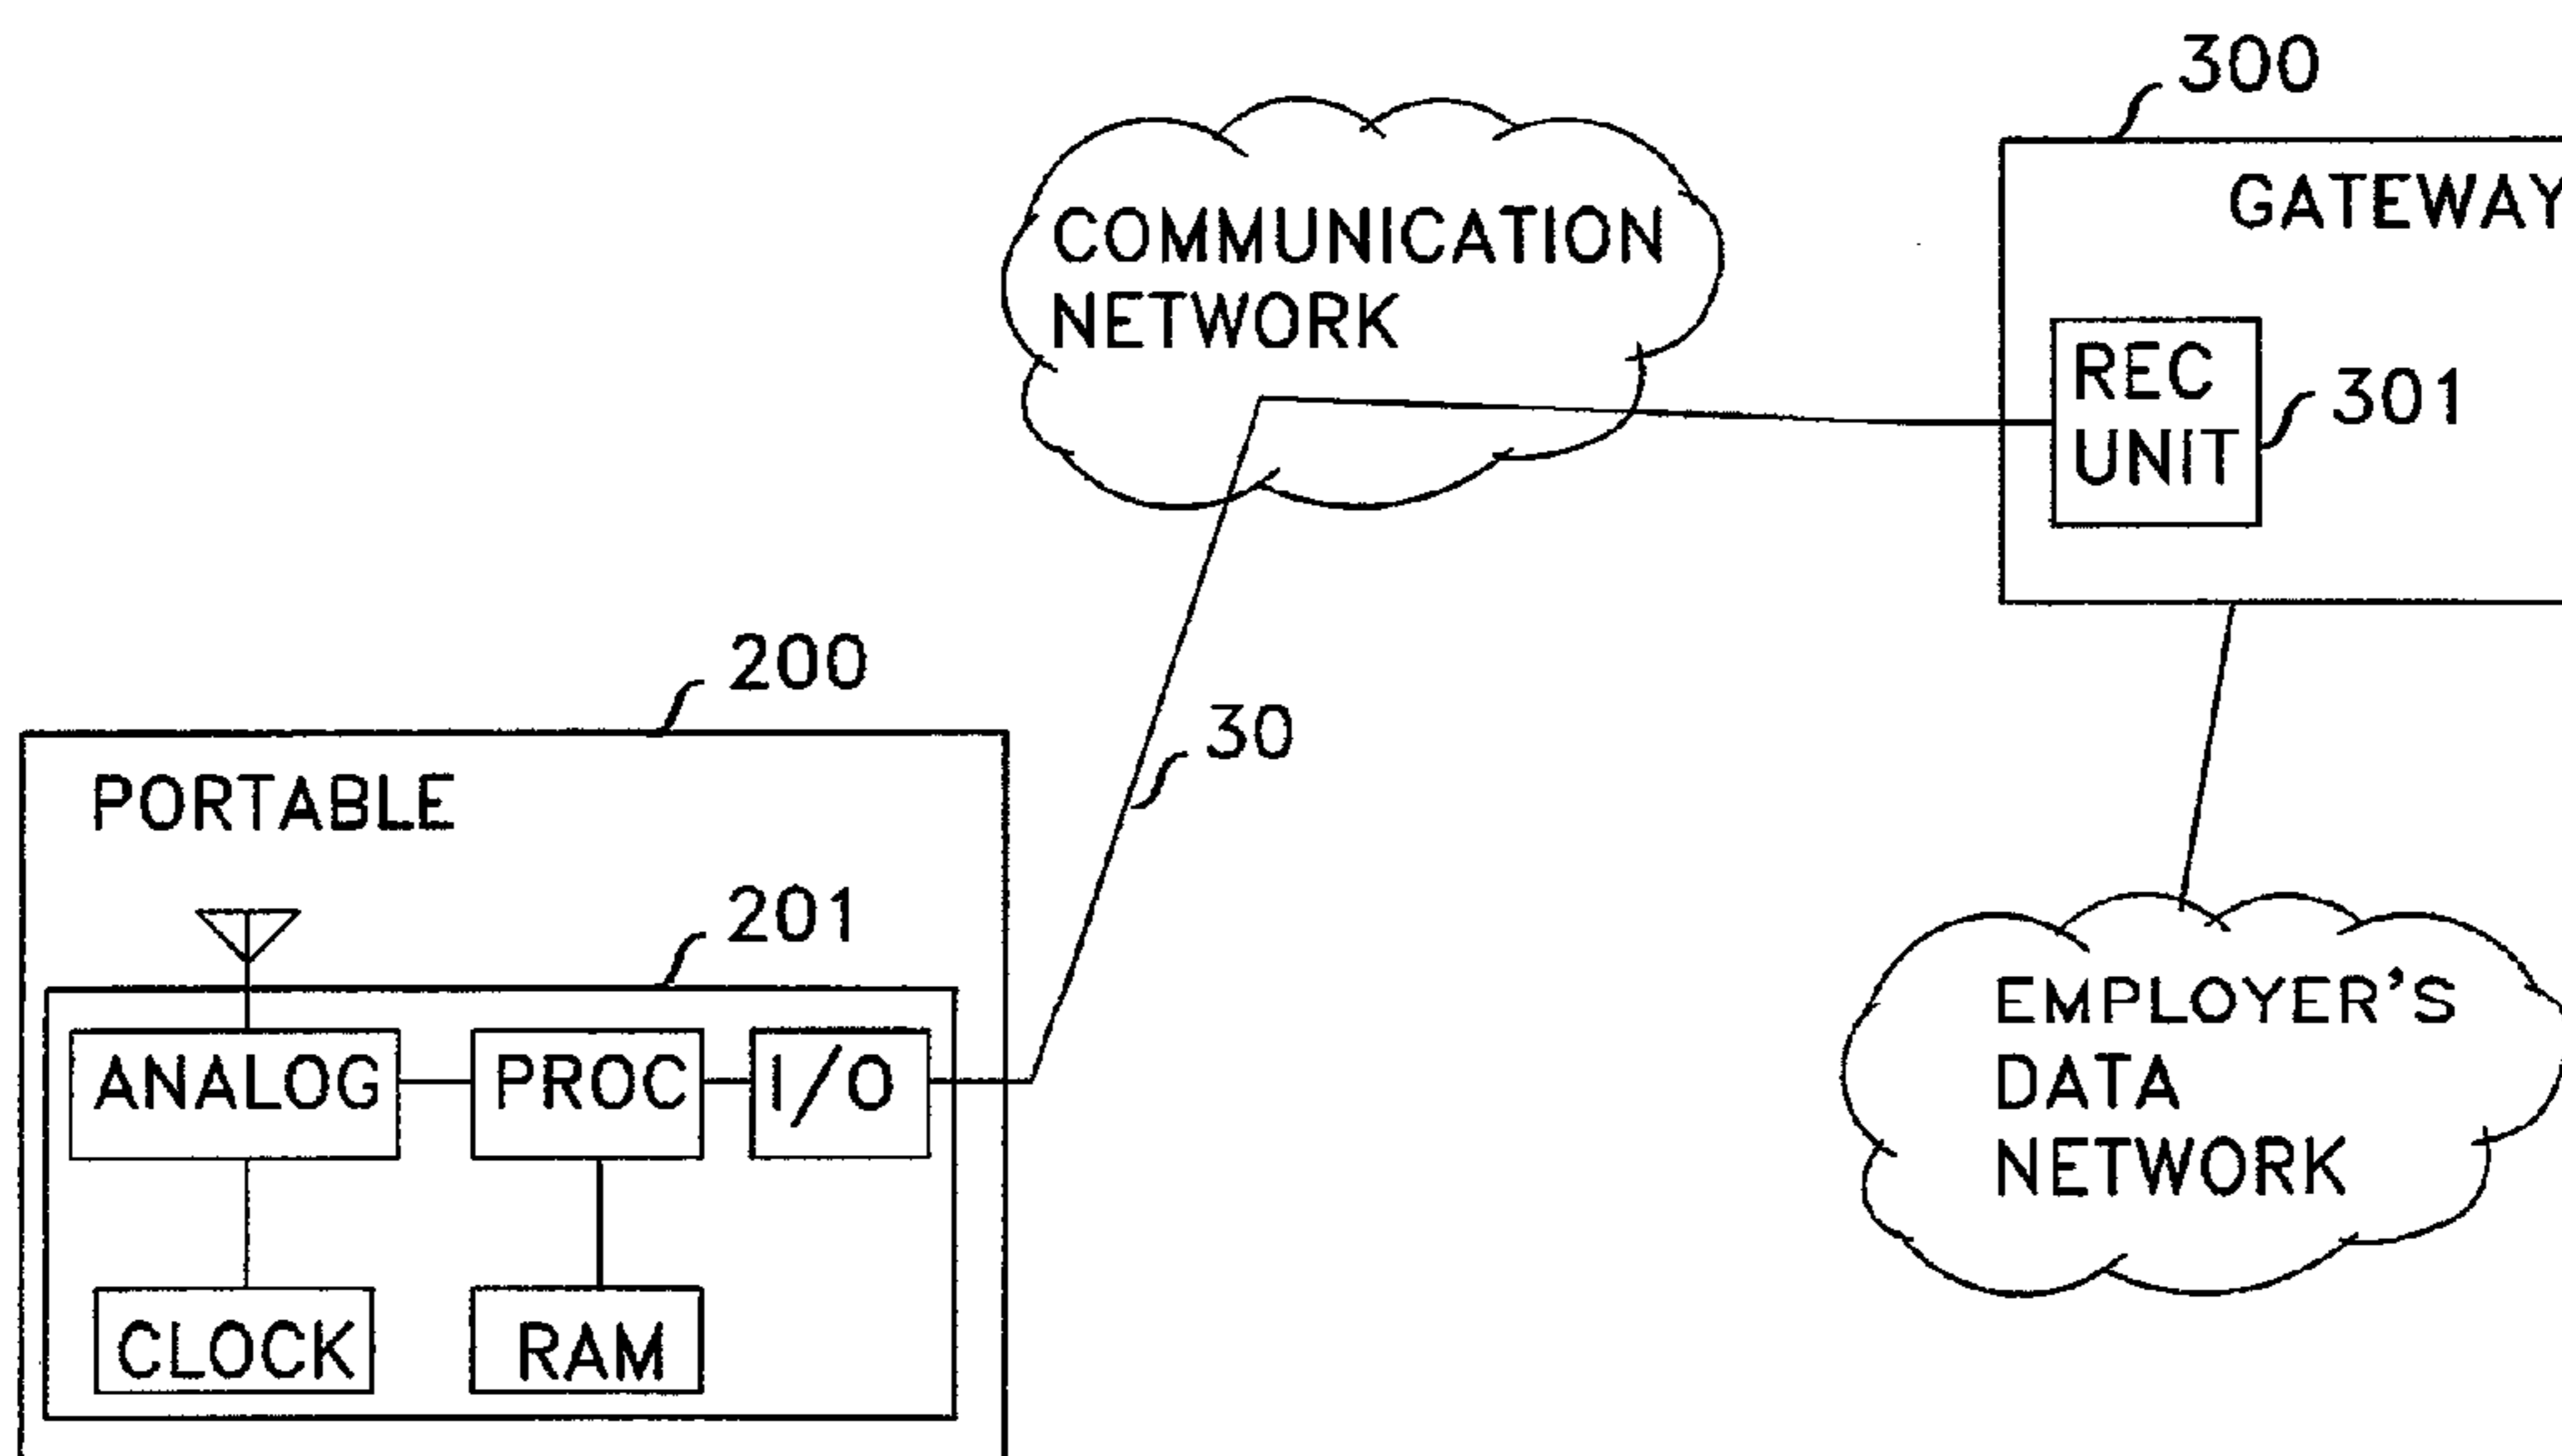 300
GATEWAY
COMMUNICATION
NETWORK
REC
UNIT
301
200
30
PORTABLE
201
ANALOG
PROC
I/O
CLOCK
RAM
EMPLOYER'S
DATA
NETWORK